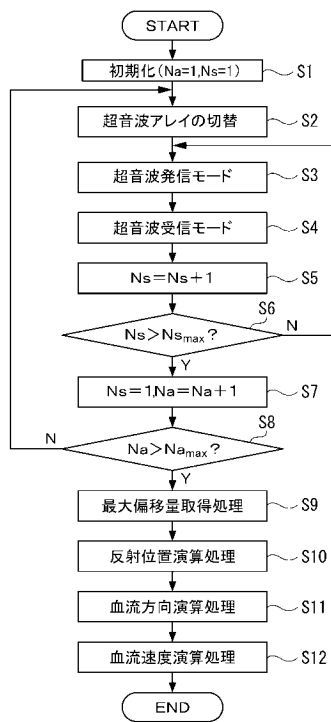 START
初期化(Na=1,Ns=1)
S1
超音波アレイの切替
S2
超音波発信モード
S3
超音波受信モード
S4
Ns=Ns+1
S5
S6
Ns>Nsmax?
N
Y
Ns=1,Na=Na+1
S7
S8
N
Na>Namax?
Y
最大偏移量取得処理
S9
反射位置演算処理
S10
血流方向演算処理
S11
血流速度演算処理
S12
END